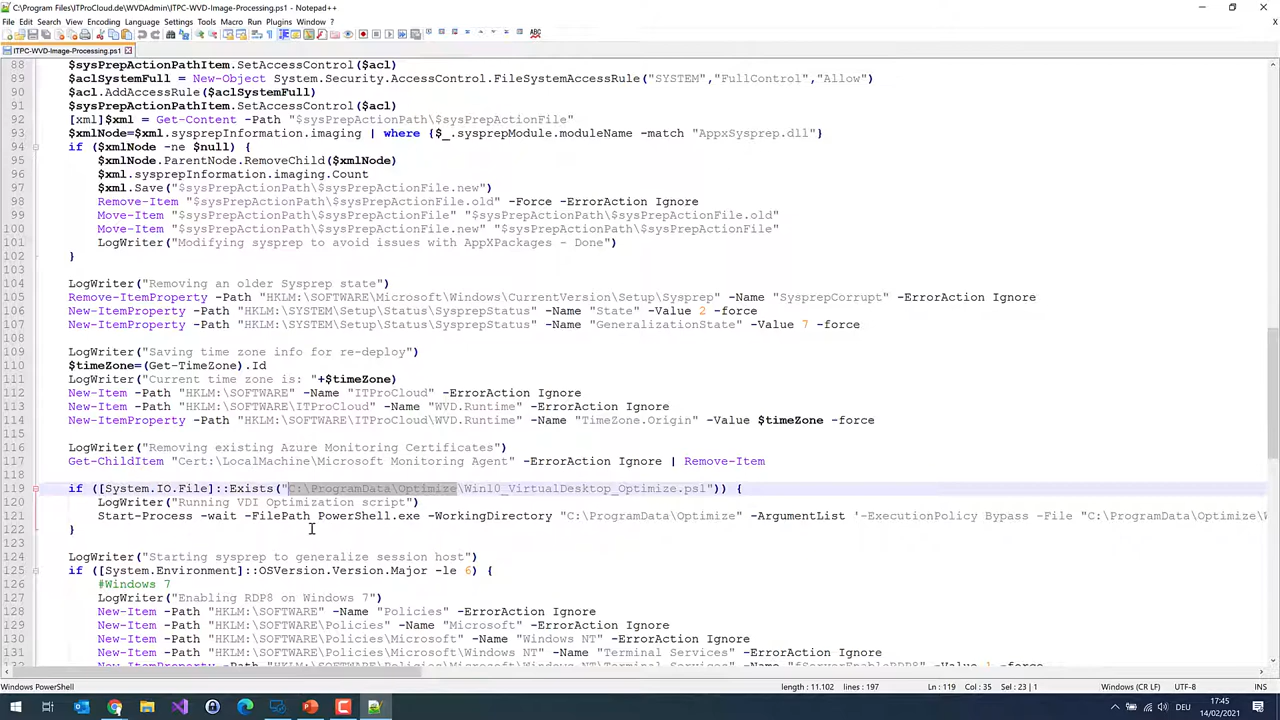 C:\Program Files\ITProCloud.de\WVDAdmin\ITPC-WVD-Image-Processing.ps1 - Notepad++
File Edit Search View Encoding Language Settings Tools Macro Run Plugins Window ?
ITPC-WVD-Image-Processing.ps1
88 $sysPrepActionPathItem.SetAccessControl($acl)
89 $aclSystemFull = New-Object System.Security.AccessControl.FileSystemAccessRule("SYSTEM","FullControl","Allow")
90 $acl.AddAccessRule($aclSystemFull)
91 $sysPrepActionPathItem.SetAccessControl($acl)
92 [xml]$xml = Get-Content -Path "$sysPrepActionPath\$sysPrepActionFile"
93 $xmlNode=$xml.sysprepInformation.imaging | where {$_.sysprepModule.moduleName -match "AppxSysprep.dll"}
94 if ($xmlNode -ne $null) {
95 $xmlNode.ParentNode.RemoveChild($xmlNode)
96 $xml.sysprepInformation.imaging.Count
97 $xml.Save("$sysPrepActionPath\$sysPrepActionFile.new")
98 Remove-Item "$sysPrepActionPath\$sysPrepActionFile.old" -Force -ErrorAction Ignore
99 Move-Item "$sysPrepActionPath\$sysPrepActionFile" "$sysPrepActionPath\$sysPrepActionFile.old"
100 Move-Item "$sysPrepActionPath\$sysPrepActionFile.new" "$sysPrepActionPath\$sysPrepActionFile"
101 LogWriter("Modifying sysprep to avoid issues with AppXPackages - Done")
102 }
103
104 LogWriter("Removing an older Sysprep state")
105 Remove-ItemProperty -Path "HKLM:\SOFTWARE\Microsoft\Windows\CurrentVersion\Setup\Sysprep" -Name "SysprepCorrupt" -ErrorAction Ignore
106 New-ItemProperty -Path "HKLM:\SYSTEM\Setup\Status\SysprepStatus" -Name "State" -Value 2 -force
107 New-ItemProperty -Path "HKLM:\SYSTEM\Setup\Status\SysprepStatus" -Name "GeneralizationState" -Value 7 -force
108
109 LogWriter("Saving time zone info for re-deploy")
110 $timeZone=(Get-TimeZone).Id
111 LogWriter("Current time zone is: "+$timeZone)
112 New-Item -Path "HKLM:\SOFTWARE" -Name "ITProCloud" -ErrorAction Ignore
113 New-Item -Path "HKLM:\SOFTWARE\ITProCloud" -Name "WVD.Runtime" -ErrorAction Ignore
114 New-ItemProperty -Path "HKLM:\SOFTWARE\ITProCloud\WVD.Runtime" -Name "TimeZone.Origin" -Value $timeZone -force
115
116 LogWriter("Removing existing Azure Monitoring Certificates")
117 Get-ChildItem "Cert:\LocalMachine\Microsoft Monitoring Agent" -ErrorAction Ignore | Remove-Item
118
119 if ([System.IO.File]::Exists("C:\ProgramData\Optimize\Win10_VirtualDesktop_Optimize.ps1")) {
120 LogWriter("Running VDI Optimization script")
121 Start-Process -wait -FilePath PowerShell.exe -WorkingDirectory "C:\ProgramData\Optimize" -ArgumentList '-ExecutionPolicy Bypass -File "C:\ProgramData\Optimize\W
122 }
123
124 LogWriter("Starting sysprep to generalize session host")
125 if ([System.Environment]::OSVersion.Version.Major -le 6) {
126 #Windows 7
127 LogWriter("Enabling RDP8 on Windows 7")
128 New-Item -Path "HKLM:\SOFTWARE" -Name "Policies" -ErrorAction Ignore
129 New-Item -Path "HKLM:\SOFTWARE\Policies" -Name "Microsoft" -ErrorAction Ignore
130 New-Item -Path "HKLM:\SOFTWARE\Policies\Microsoft" -Name "Windows NT" -ErrorAction Ignore
131 New-Item -Path "HKLM:\SOFTWARE\Policies\Microsoft\Windows NT" -Name "Terminal Services" -ErrorAction Ignore
Windows PowerShell length : 11.102 lines : 197 Ln : 119 Col : 35 Sel : 23 | 1 Windows (CR LF) UTF-8 INS
DEU 17:45
14/02/2021